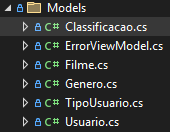 Models
C# Classificacao.cs
C# ErrorViewModel.cs
C# Filme.cs
C# Genero.cs
C# TipoUsuario.cs
C# Usuario.cs